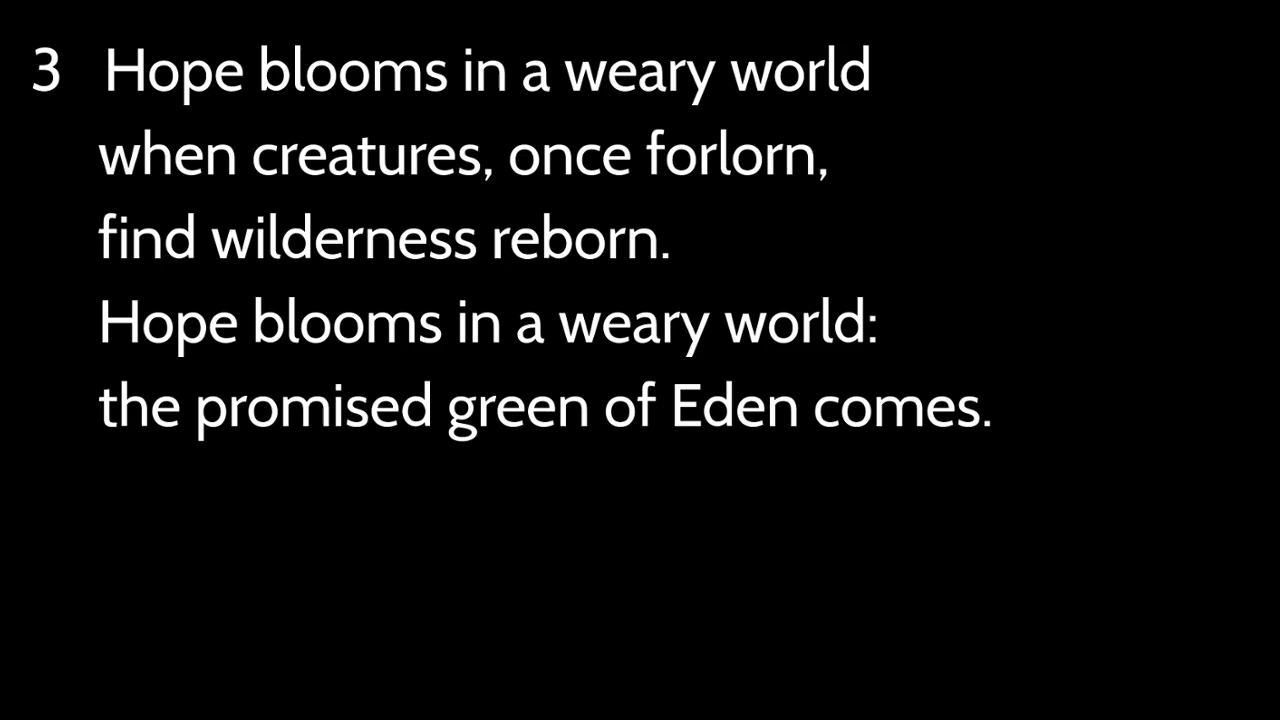 3 Hope blooms in a weary world
when creatures, once forlorn,
find wilderness reborn.
Hope blooms in a weary world:
the promised green of Eden comes.